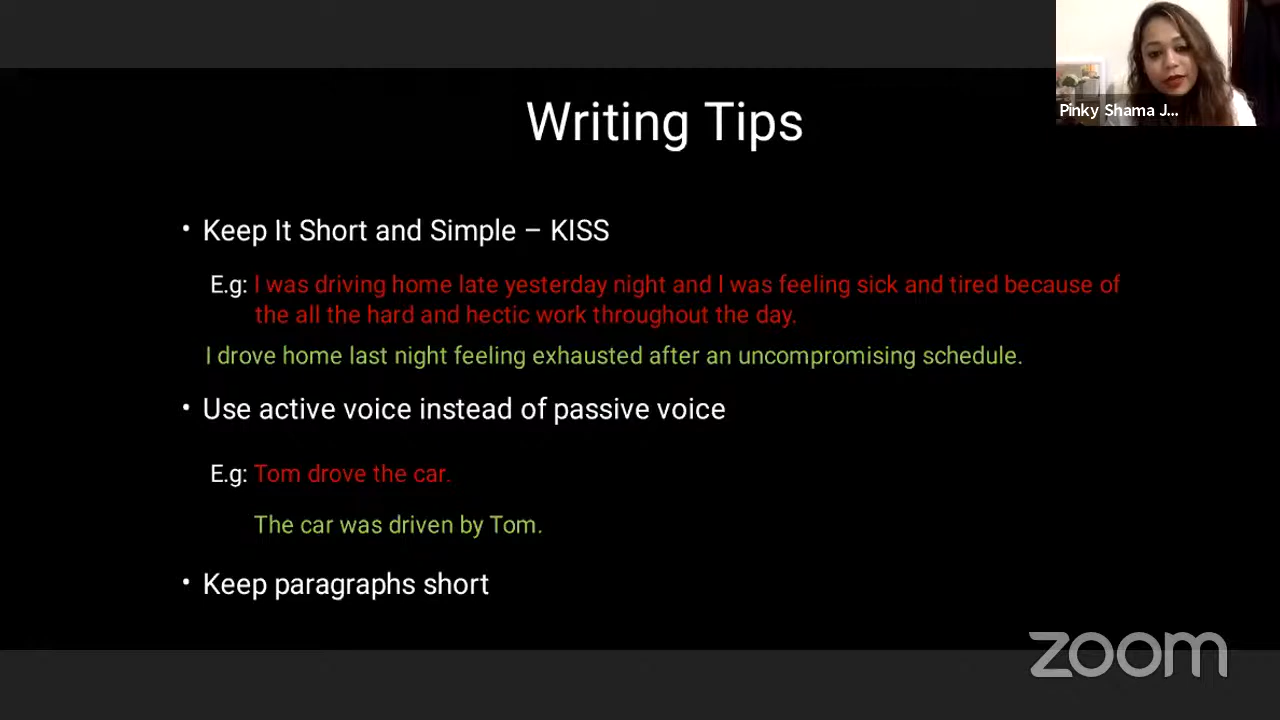 Pinky Shama J...
Writing Tips
• Keep It Short and Simple – KISS
E.g: I was driving home late yesterday night and I was feeling sick and tired because of
the all the hard and hectic work throughout the day.
I drove home last night feeling exhausted after an uncompromising schedule.
• Use active voice instead of passive voice
E.g: Tom drove the car.
The car was driven by Tom.
• Keep paragraphs short
zoom